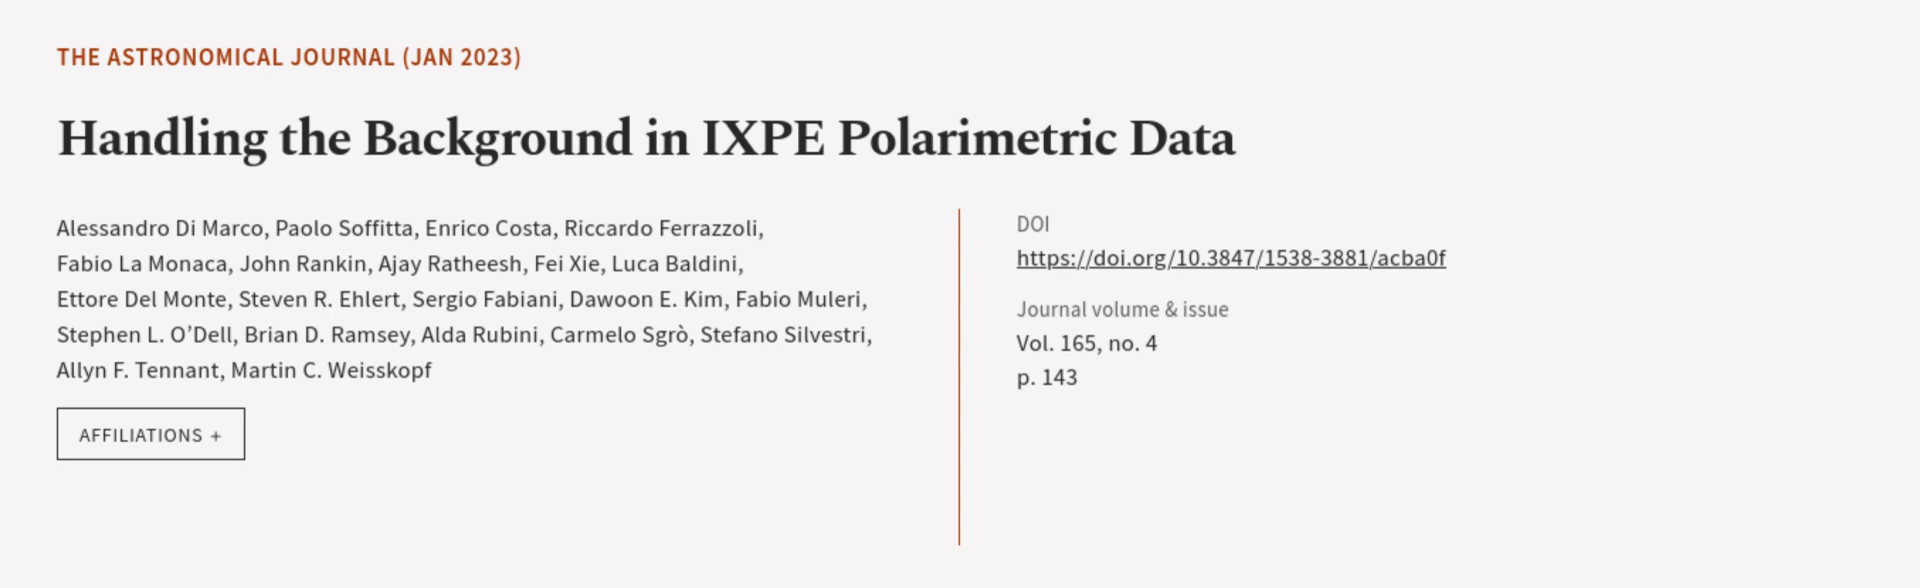 THE ASTRONOMICAL JOURNAL (JAN 2023)
Handling the Background in IXPE Polarimetric Data
Alessandro Di Marco, Paolo Soffitta, Enrico Costa, Riccardo Ferrazzoli,
Fabio La Monaca, John Rankin, Ajay Ratheesh, Fei Xie, Luca Baldini,
Ettore Del Monte, Steven R. Ehlert, Sergio Fabiani, Dawoon E. Kim, Fabio Muleri,
Stephen L. O’Dell, Brian D. Ramsey, Alda Rubini, Carmelo Sgrò, Stefano Silvestri,
Allyn F. Tennant, Martin C. Weisskopf
AFFILIATIONS +
DOI
https://doi.org/10.3847/1538-3881/acba0f
Journal volume & issue
Vol. 165, no. 4
p. 143